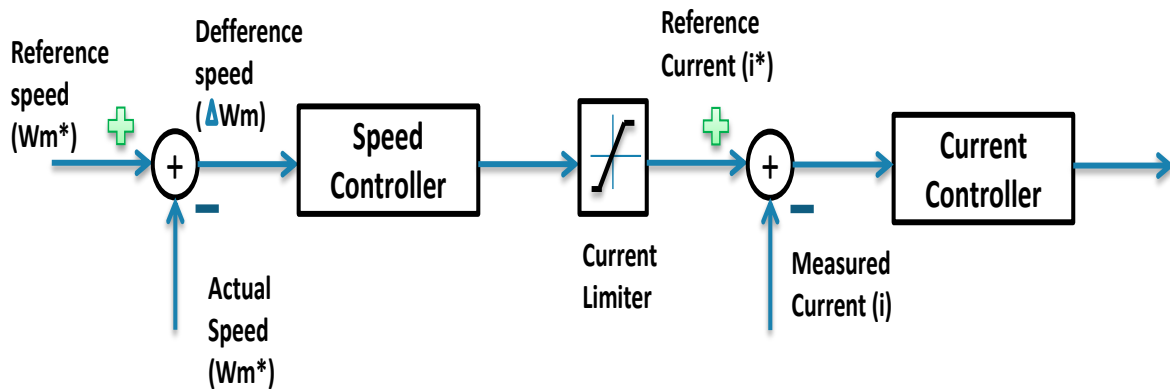 Reference
speed
(Wm*)
Defference
speed
(ΔWm)
+
Speed
Controller
Actual
Speed
(Wm*)
Current
Limiter
Reference
Current (i*)
+
Measured
Current (i)
Current
Controller